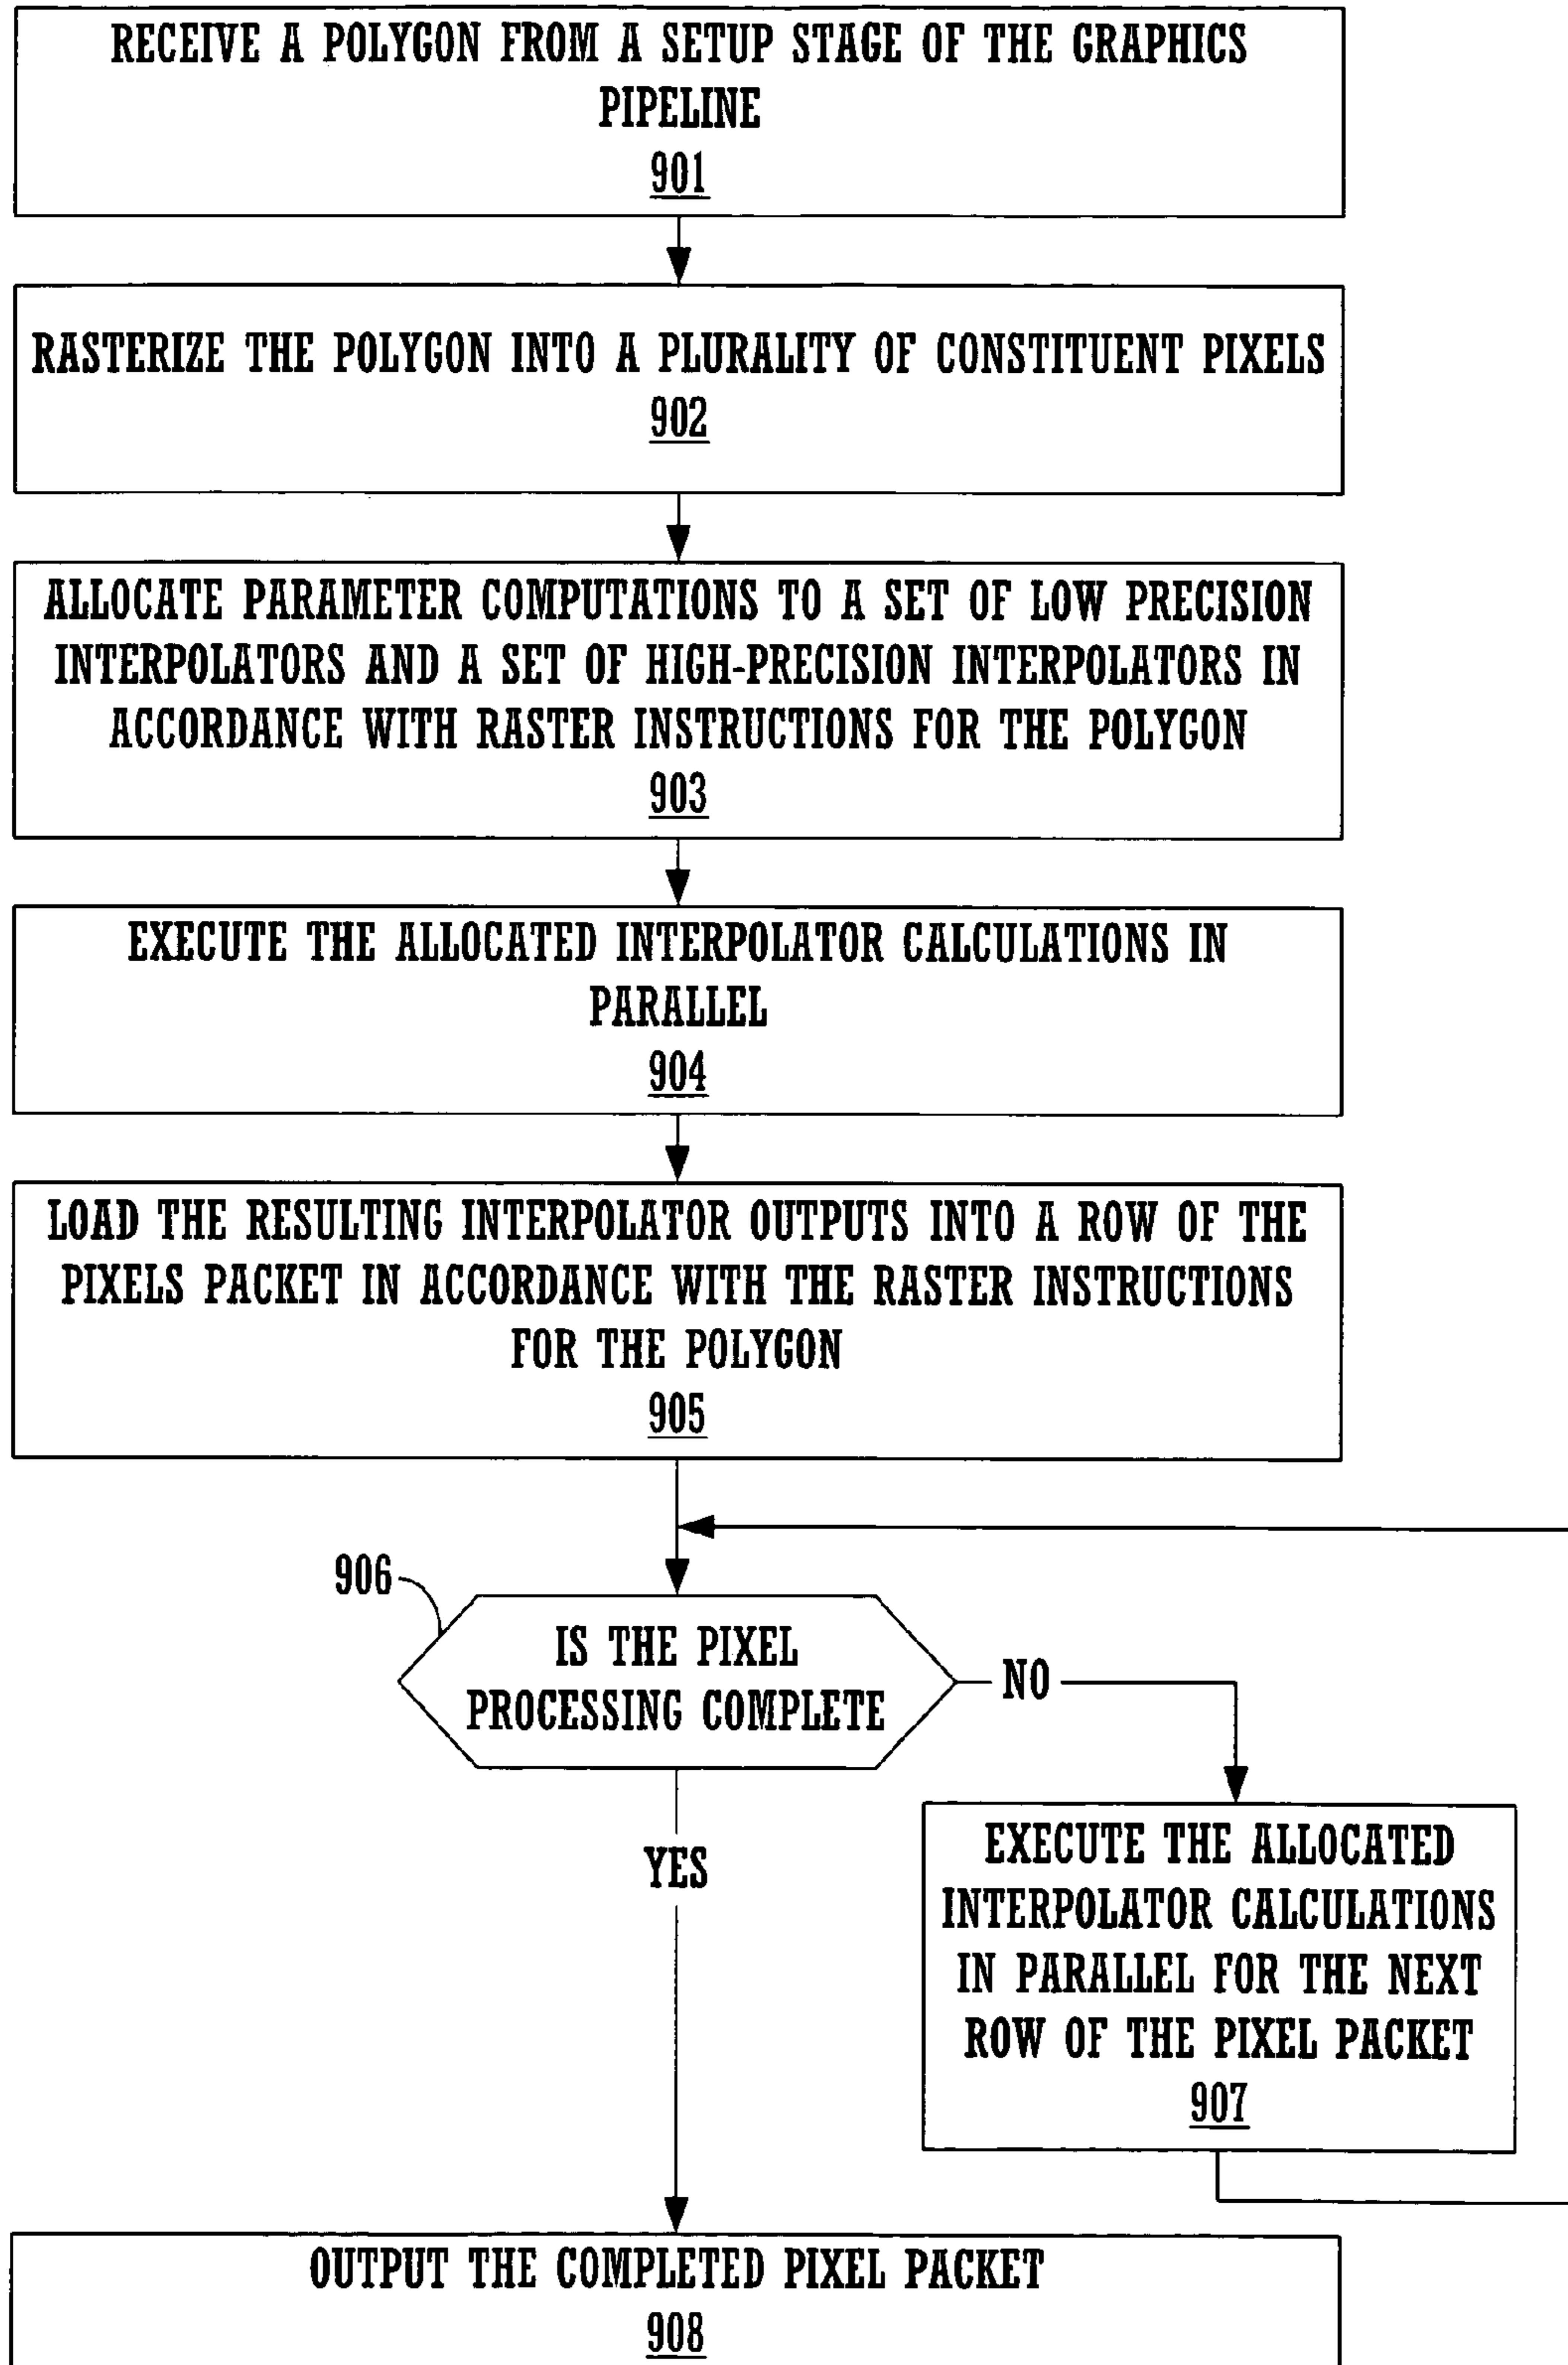 RECEIVE A POLYGON FROM A SETUP STAGE OF THE GRAPHICS
PIPELINE
901
RASTERIZE THE POLYGON INTO A PLURALITY OF CONSTITUENT PIXELS
902
ALLOCATE PARAMETER COMPUTATIONS TO A SET OF LOW PRECISION
INTERPOLATORS AND A SET OF HIGH-PRECISION INTERPOLATORS IN
ACCORDANCE WITH RASTER INSTRUCTIONS FOR THE POLYGON
903
EXECUTE THE ALLOCATED INTERPOLATOR CALCULATIONS IN
PARALLEL
904
LOAD THE RESULTING INTERPOLATOR OUTPUTS INTO A ROW OF THE
PIXELS PACKET IN ACCORDANCE WITH THE RASTER INSTRUCTIONS
FOR THE POLYGON
905
906
IS THE PIXEL
PROCESSING COMPLETE
NO
YES
EXECUTE THE ALLOCATED
INTERPOLATOR CALCULATIONS
IN PARALLEL FOR THE NEXT
ROW OF THE PIXEL PACKET
907
OUTPUT THE COMPLETED PIXEL PACKET
908